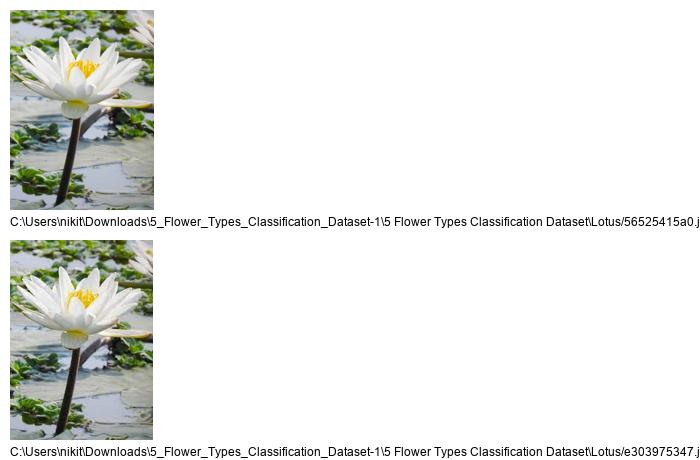 C:\Users\nikit\Downloads\5_Flower_Types_Classification_Dataset-1\5 Flower Types Classification Dataset\Lotus/56525415a0.j
C:\Users\nikit\Downloads\5_Flower_Types_Classification_Dataset-1\5 Flower Types Classification Dataset\Lotus/e303975347.j